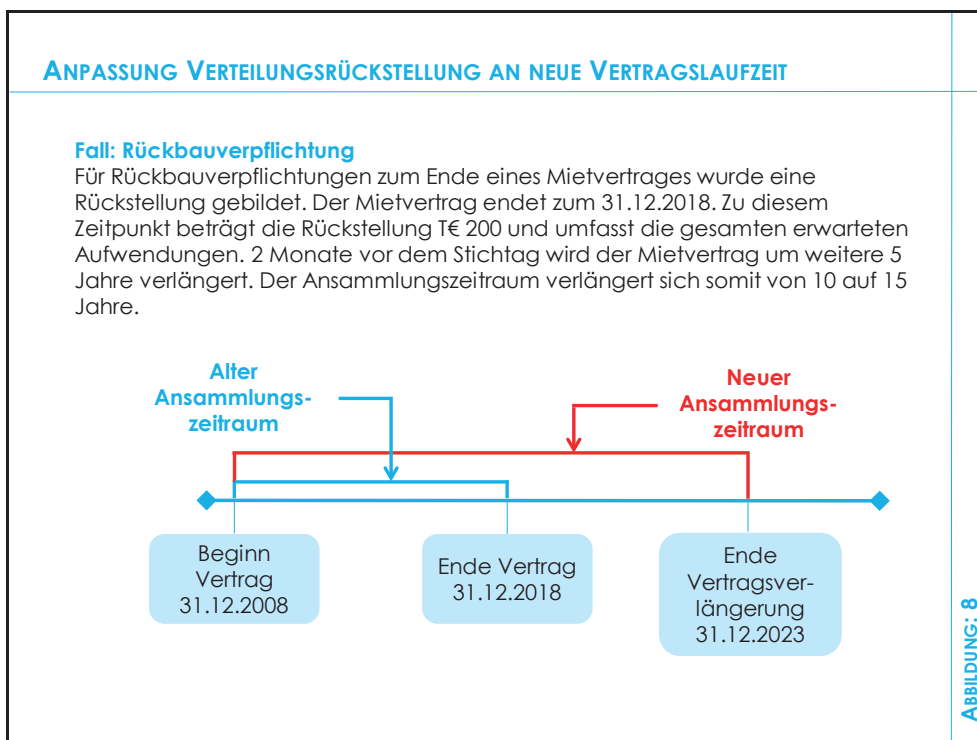 ANPASSUNG VERTEILUNGSRÜCKSTELLUNG AN NEUE VERTRAGSLAUFZEIT
Fall: Rückbauverpflichtung
Für Rückbauverpflichtungen zum Ende eines Mietvertrages wurde eine
Rückstellung gebildet. Der Mietvertrag endet zum 31.12.2018. Zu diesem
Zeitpunkt beträgt die Rückstellung T€ 200 und umfasst die gesamten erwarteten
Aufwendungen. 2 Monate vor dem Stichtag wird der Mietvertrag um weitere 5
Jahre verlängert. Der Ansammlungszeitraum verlängert sich somit von 10 auf 15
Jahre.
Alter
Ansammlungs-
zeitraum
Neuer
Ansammlungs-
zeitraum
Beginn
Vertrag
31.12.2008
Ende Vertrag
31.12.2018
Ende
Vertragsver-
längerung
31.12.2023
ABBILDUNG: 8